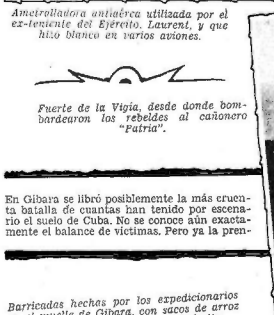 Ametralladora antiaérea utilizada por el
ex-teniente del Ejército. Laurent, y que
hizo blanco en varios aviones.
Fuerte de la Vigía, desde donde bom-
bardearon los rebeldes al cañonero
"Patria".
En Gibara se libró posiblemente la más cruen-
ta batalla de cuantas han tenido por escena-
rio el suelo de Cuba. No se conoce aún exacta-
mente el balance de víctimas. Pero ya la pren-
Barricadas hechas por los expedicionarios
muelle de Gibara, con sacos de arroz